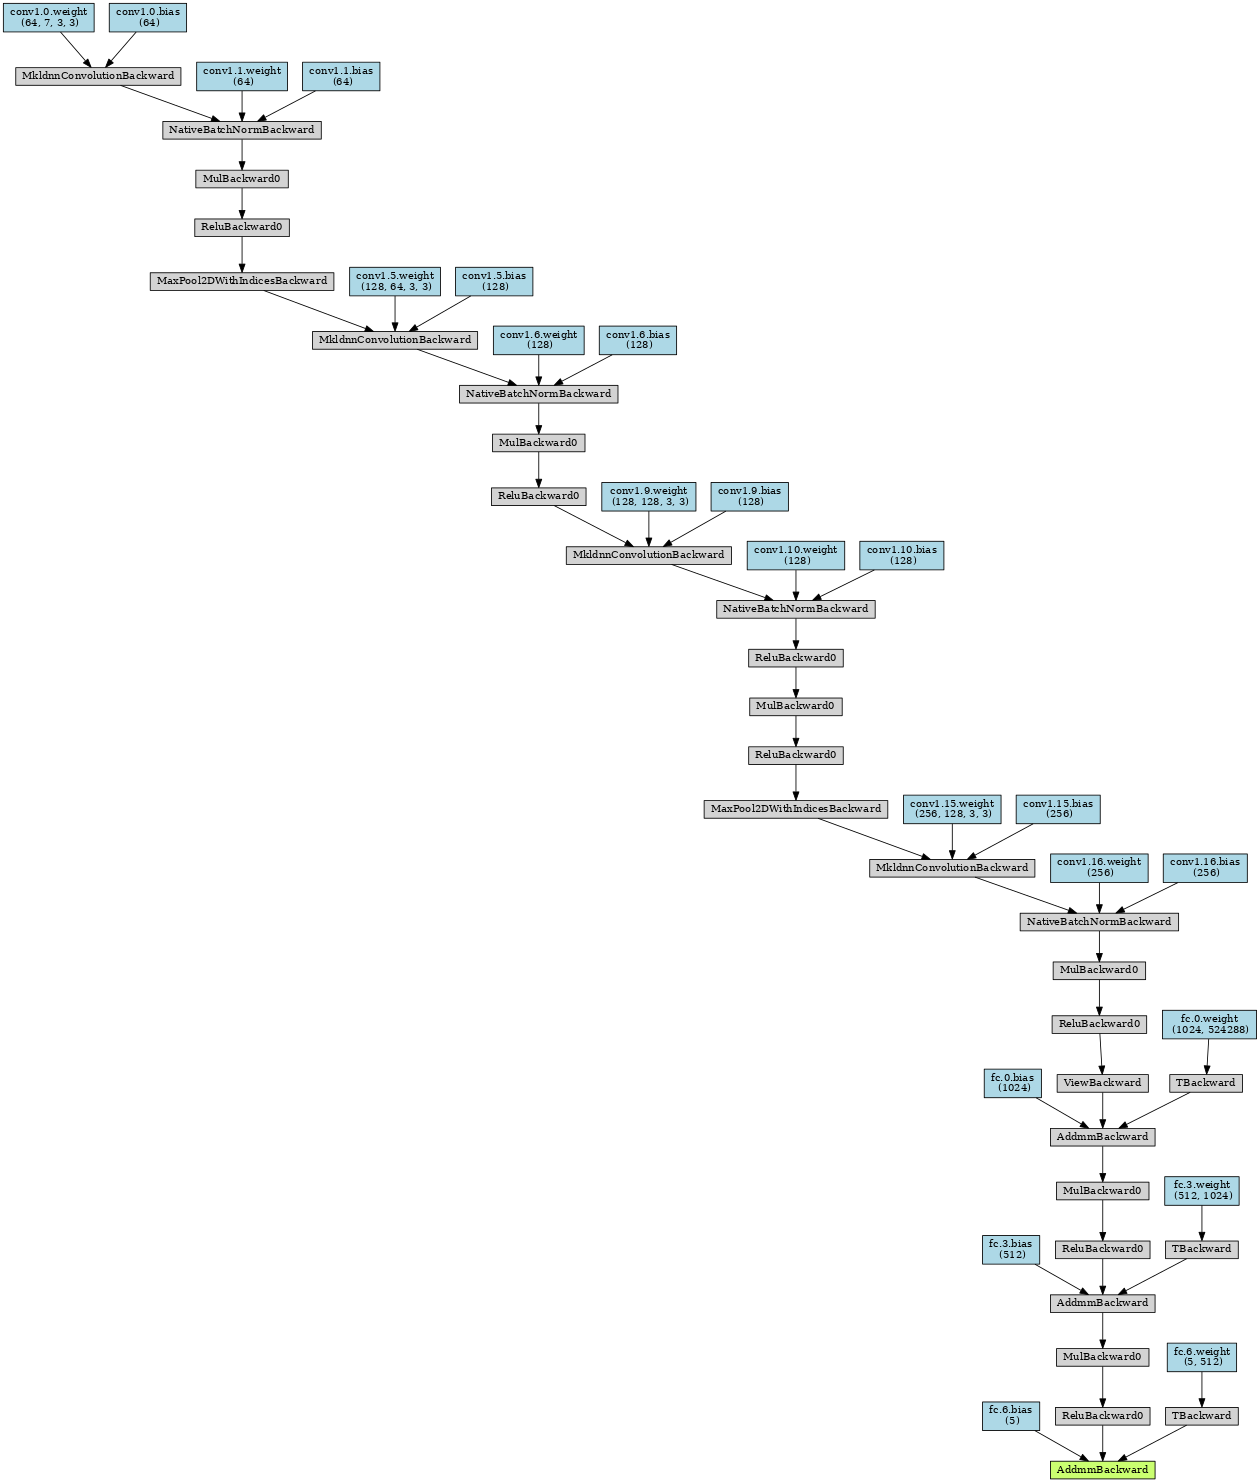 conv1.0.weight
(64, 7, 3, 3)
conv1.0.bias
(64)
MkldnnConvolutionBackward
conv1.1.weight
(64)
conv1.1.bias
(64)
NativeBatchNormBackward
MulBackward0
ReluBackward0
MaxPool2DWithIndicesBackward
conv1.5.weight
(128, 64, 3, 3)
conv1.5.bias
(128)
MkldnnConvolutionBackward
conv1.6.weight
(128)
conv1.6.bias
(128)
NativeBatchNormBackward
MulBackward0
ReluBackward0
conv1.9.weight
(128, 128, 3, 3)
conv1.9.bias
(128)
MkldnnConvolutionBackward
conv1.10.weight
(128)
conv1.10.bias
(128)
NativeBatchNormBackward
ReluBackward0
MulBackward0
ReluBackward0
MaxPool2DWithIndicesBackward
conv1.15.weight
(256, 128, 3, 3)
conv1.15.bias
(256)
MkldnnConvolutionBackward
conv1.16.weight
(256)
conv1.16.bias
(256)
NativeBatchNormBackward
MulBackward0
ReluBackward0
fc.0.weight
(1024, 524288)
fc.0.bias
(1024)
ViewBackward
TBackward
AddmmBackward
MulBackward0
fc.3.weight
(512, 1024)
fc.3.bias
(512)
ReluBackward0
TBackward
AddmmBackward
MulBackward0
fc.6.weight
(5, 512)
fc.6.bias
(5)
ReluBackward0
TBackward
AddmmBackward